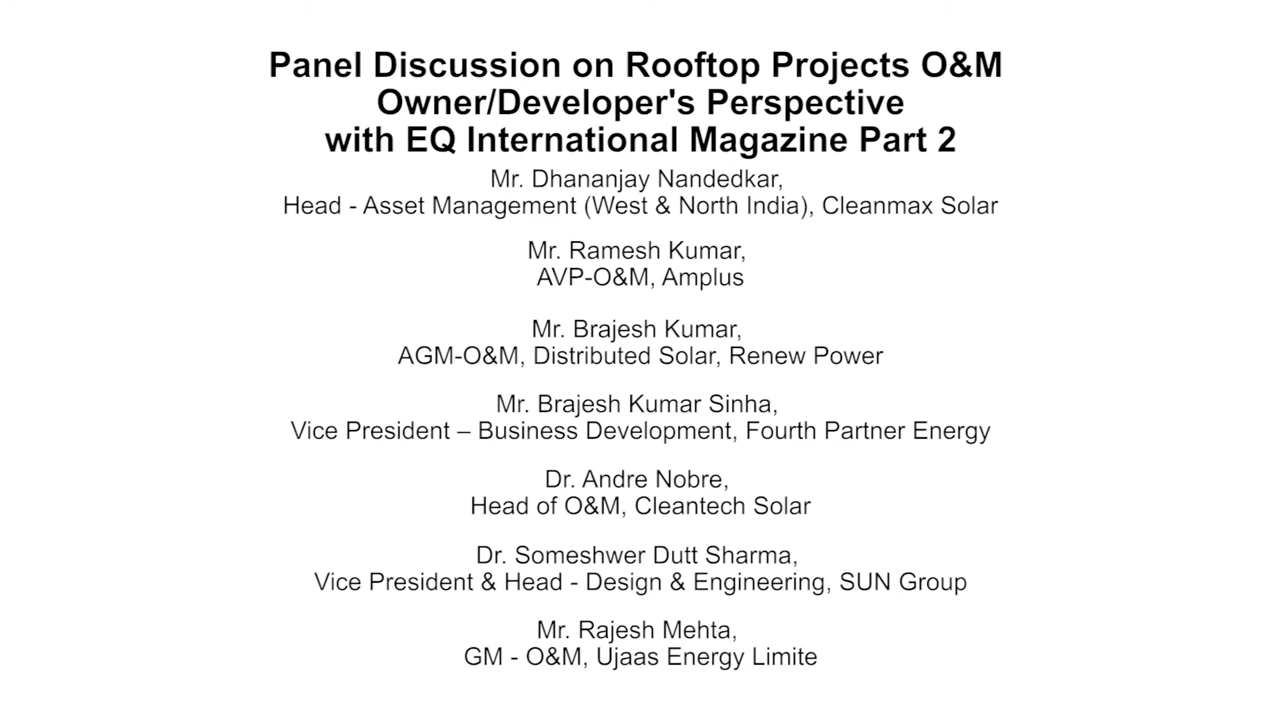 Panel Discussion on Rooftop Projects O&M
Owner/Developer's Perspective
with EQ International Magazine Part 2
Mr. Dhananjay Nandedkar,
Head - Asset Management (West & North India), Cleanmax Solar
Mr. Ramesh Kumar,
AVP-O&M, Amplus
Mr. Brajesh Kumar,
AGM-O&M, Distributed Solar, Renew Power
Mr. Brajesh Kumar Sinha,
Vice President – Business Development, Fourth Partner Energy
Dr. Andre Nobre,
Head of O&M, Cleantech Solar
Dr. Someshwer Dutt Sharma,
Vice President & Head - Design & Engineering, SUN Group
Mr. Rajesh Mehta,
GM - O&M, Ujaas Energy Limite